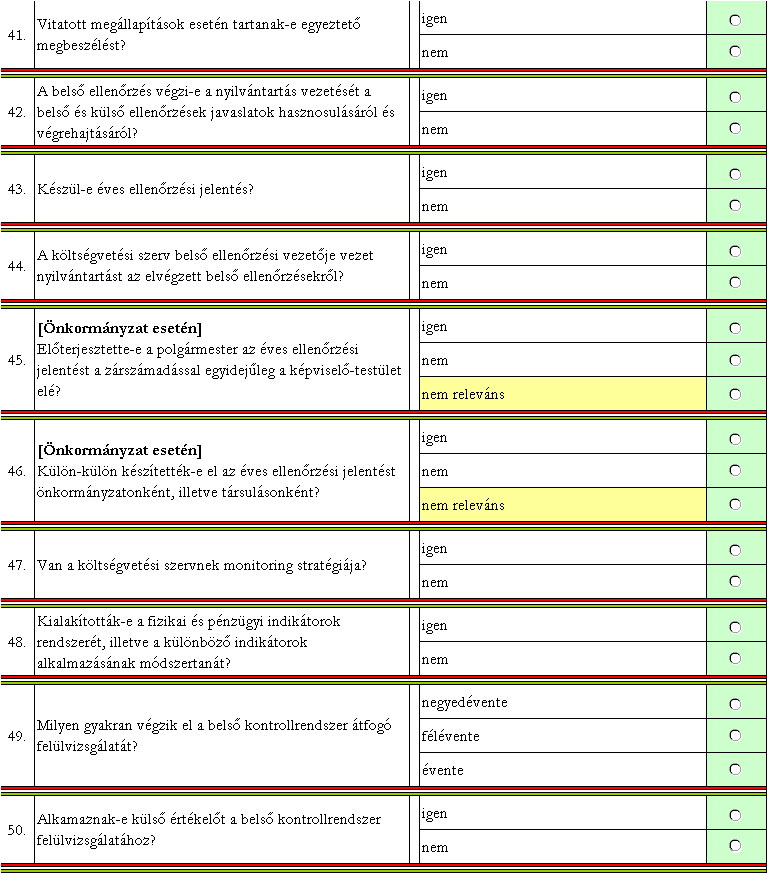 41.
Vitatott megállapítások esetén tartanak-e egyeztető
megbeszélést?
igen
nem
42.
A belső ellenőrzés végzi-e a nyilvántartás vezetését a
belső és külső ellenőrzések javaslatok hasznosulásáról és
végrehajtásáról?
igen
nem
43.
Készül-e éves ellenőrzési jelentés?
igen
nem
44.
A költségvetési szerv belső ellenőrzési vezetője vezet
nyilvántartást az elvégzett belső ellenőrzésekről?
igen
nem
45.
[Önkormányzat esetén]
Előterjesztette-e a polgármester az éves ellenőrzési
jelentést a zárszámadással egyidejűleg a képviselő-testület
elé?
igen
nem
nem releváns
46.
[Önkormányzat esetén]
Külön-külön készítették-e el az éves ellenőrzési jelentést
önkormányzatonként, illetve társulásonként?
igen
nem
nem releváns
47.
Van a költségvetési szervnek monitoring stratégiája?
igen
nem
48.
Kialakították-e a fizikai és pénzügyi indikátorok
rendszerét, illetve a különböző indikátorok
alkalmazásának módszertanát?
igen
nem
49.
Milyen gyakran végzik el a belső kontrollrendszer átfogó
felülvizsgálatát?
negyedévente
félévente
évente
50.
Alkamaznak-e külső értékelőt a belső kontrollrendszer
felülvizsgálatához?
igen
nem